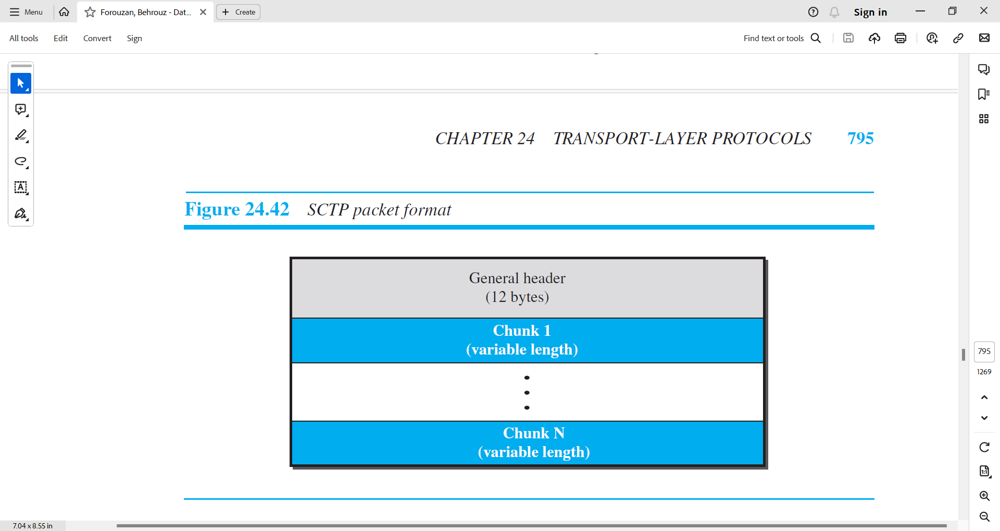 Menu
Forouzan, Behrouz - Dat...
Create
Sign in
All tools
Edit
Convert
Sign
Find text or tools
CHAPTER 24 TRANSPORT-LAYER PROTOCOLS 795
Figure 24.42 SCTP packet format
General header
(12 bytes)
Chunk 1
(variable length)
Chunk N
(variable length)
795
1269
7.04 x 8.55 in